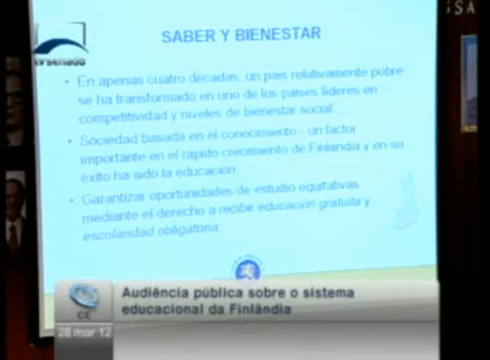 SABER Y BIENESTAR
tv senado
• En apenas cuatro décadas, un país relativamente pobre
se ha transformado en uno de los países lideres en
competitividad y niveles de bienestar social.
• Sociedad basada en el conocimiento - un factor
importante en el rápido crecimiento de Finlandia y en su
éxito ha sido la educación.
• Garantizar oportunidades de estudio equitativas
mediante el derecho a recibir educación gratuita y
escolaridad obligatoria.
Audiência pública sobre o sistema
educacional da Finlândia
CE
28 mar 12